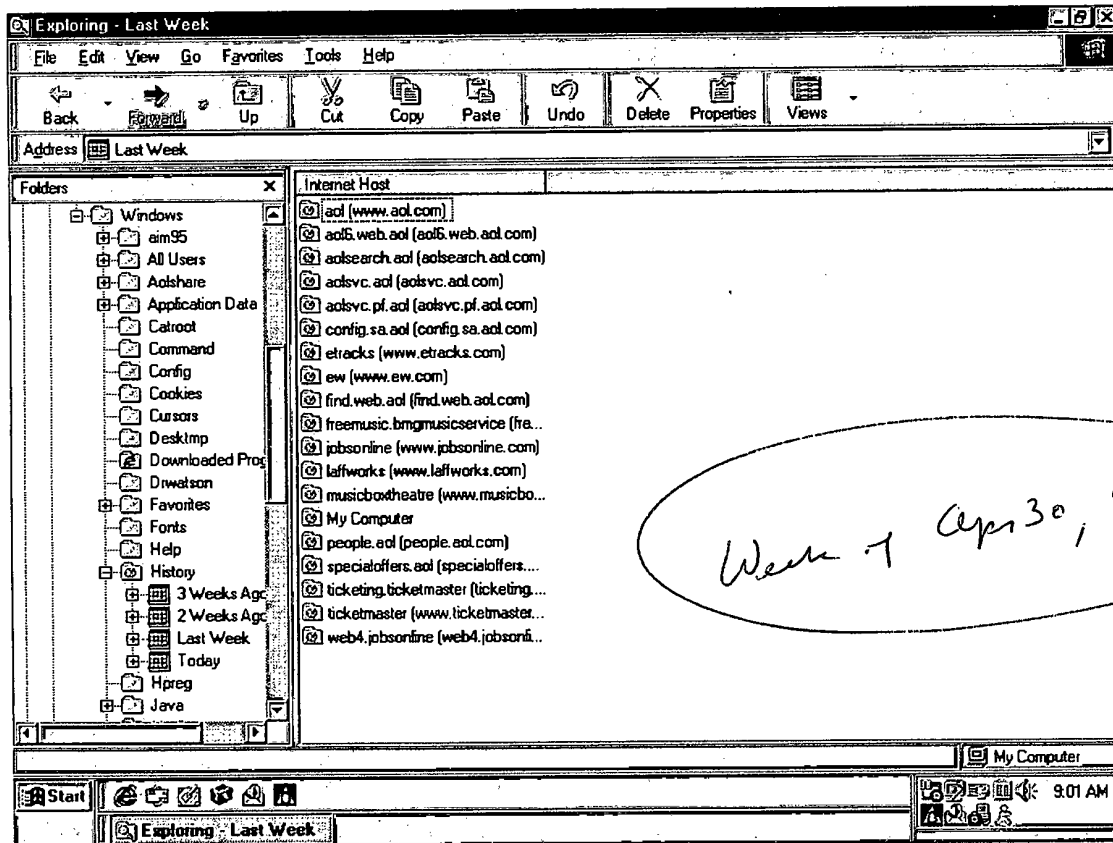 Exploring - Last Week
File Edit View Go Favorites Tools Help
Back Forward Up Cut Copy Paste Undo Delete Properties Views
Address Last Week
Folders
Windows
aim95
All Users
Aolshare
Application Data
Catroot
Command
Config
Cookies
Cursors
Desktmp
Downloaded Prog
Drwatson
Favorites
Fonts
Help
History
3 Weeks Ago
2 Weeks Ago
Last Week
Today
Hpreg
Java
Internet Host
aol (www.aol.com)
aol6.web.aol (aol6.web.aol.com)
aolsearch.aol (aolsearch.aol.com)
aolsvc.aol (aolsvc.aol.com)
aolsvc.pf.aol (aolsvc.pf.aol.com)
config.sa.aol (config.sa.aol.com)
etracks (www.etracks.com)
ew (www.ew.com)
find.web.aol (find.web.aol.com)
freemusic.bmgmusicservice (fre...
jobsonline (www.jobsonline.com)
laffworks (www.laffworks.com)
musicboxtheatre (www.musicbo...
My Computer
people.aol (people.aol.com)
specialoffers.aol (specialoffers....
ticketing.ticketmaster (ticketing....
ticketmaster (www.ticketmaster...
web4.jobsonline (web4.jobsonli...
Week of Apr 30,
My Computer
Start
9:01 AM
Exploring - Last Week